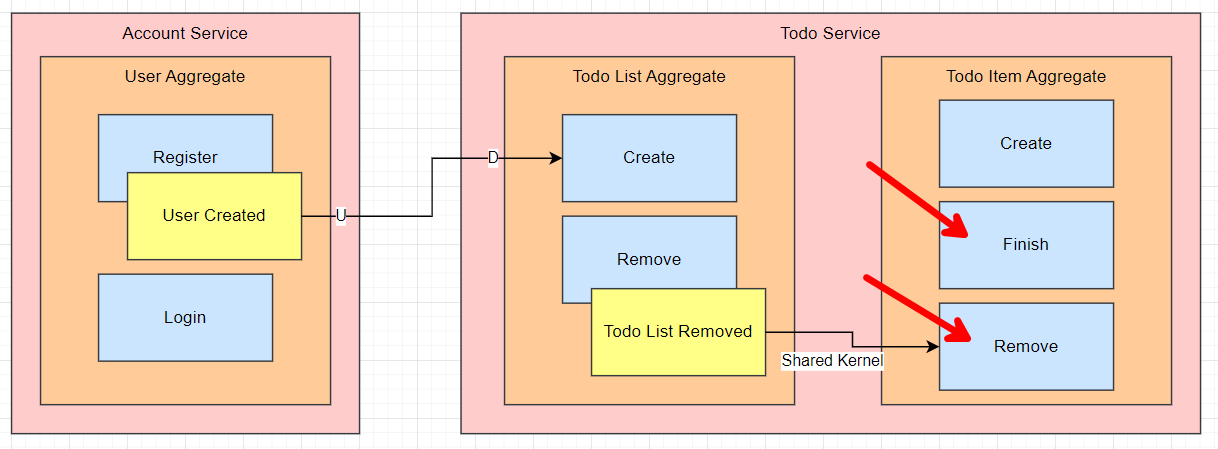 Account Service
User Aggregate
Register
User Created
Login
U
D
Todo Service
Todo List Aggregate
Create
Remove
Todo List Removed
Shared Kernel
Todo Item Aggregate
Create
Finish
Remove